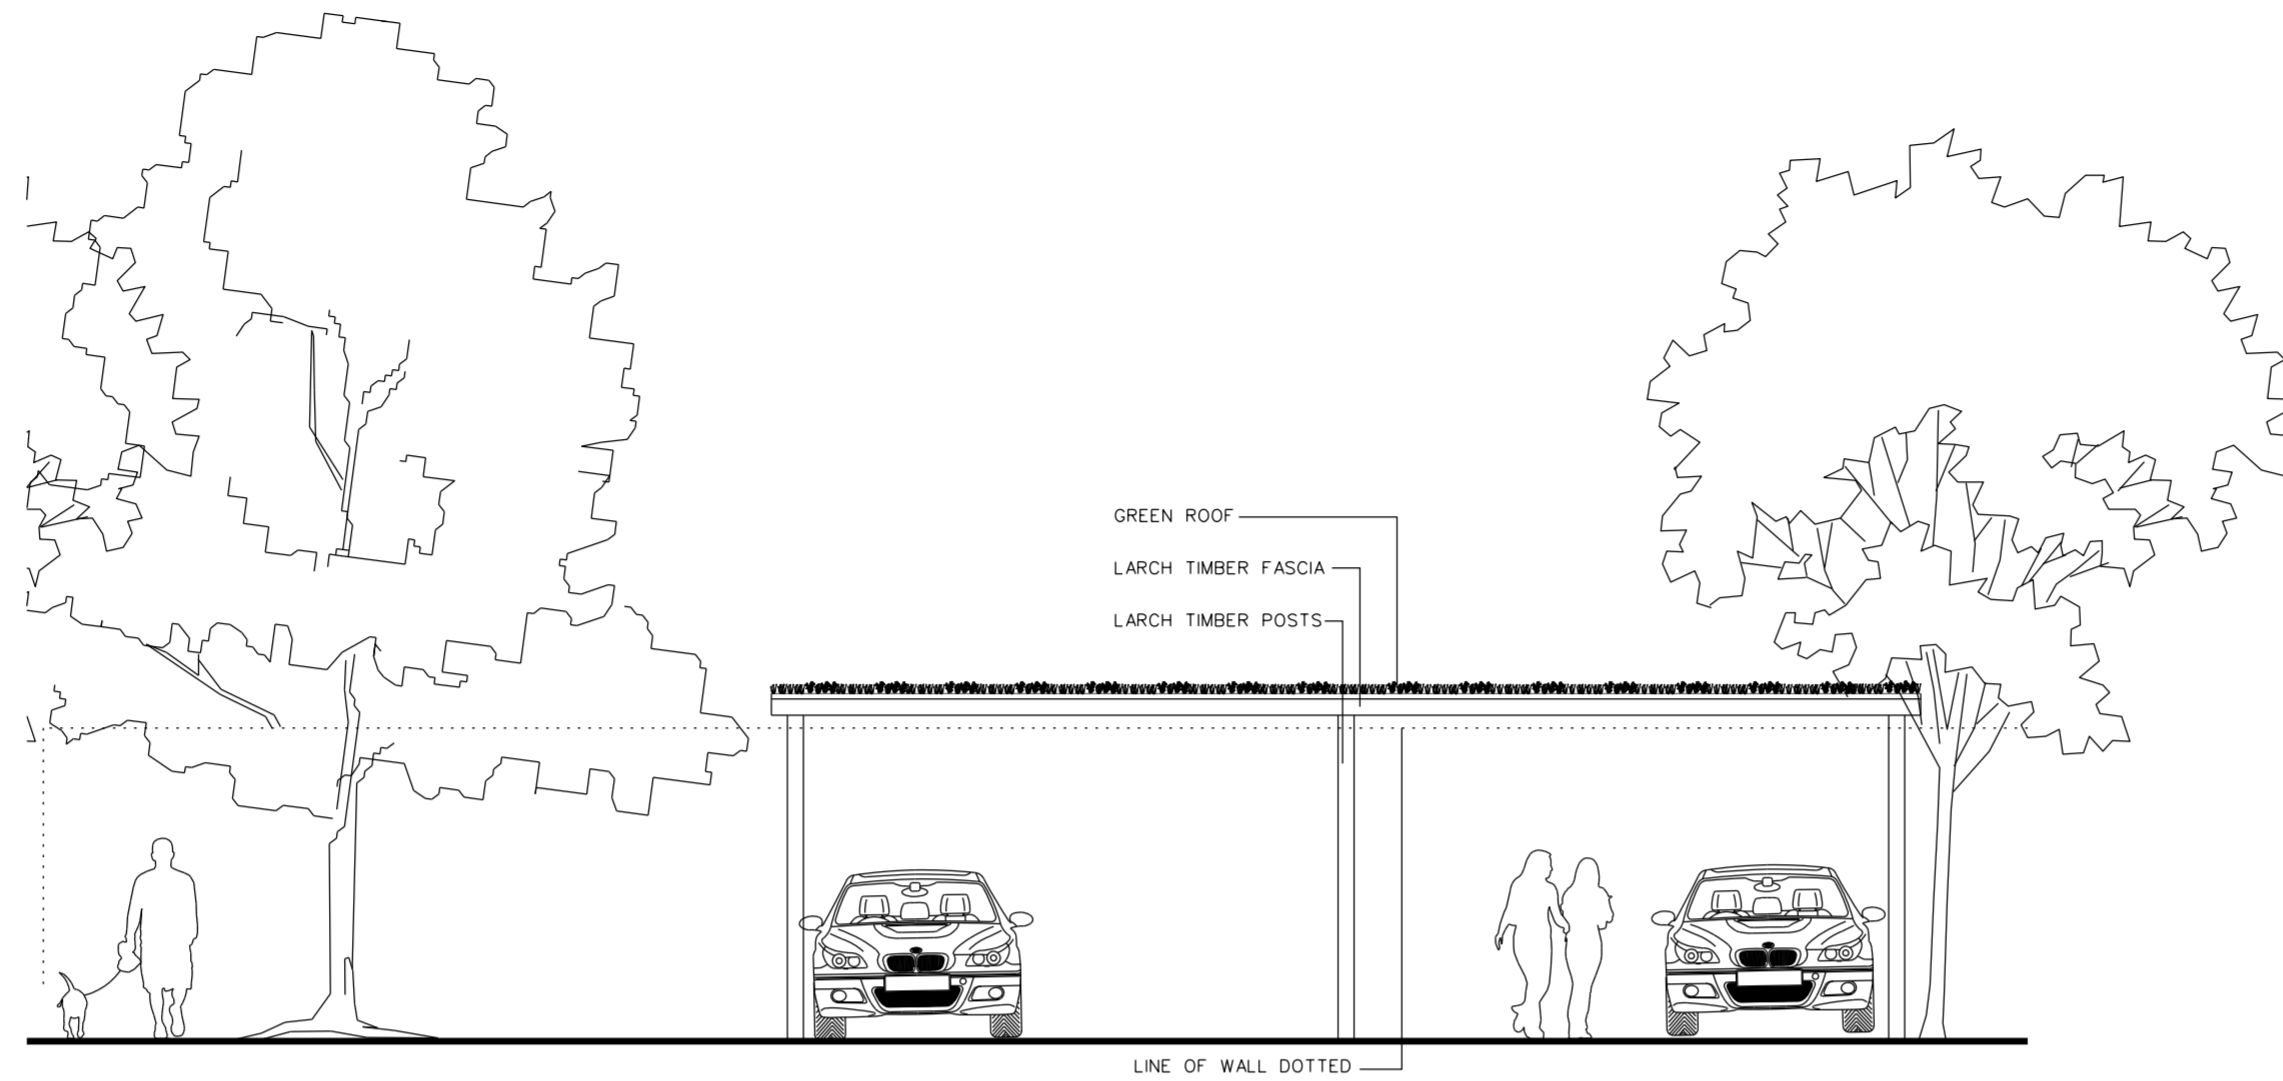 GREEN ROOF
LARCH TIMBER FASCIA
LARCH TIMBER POSTS
LINE OF WALL DOTTED